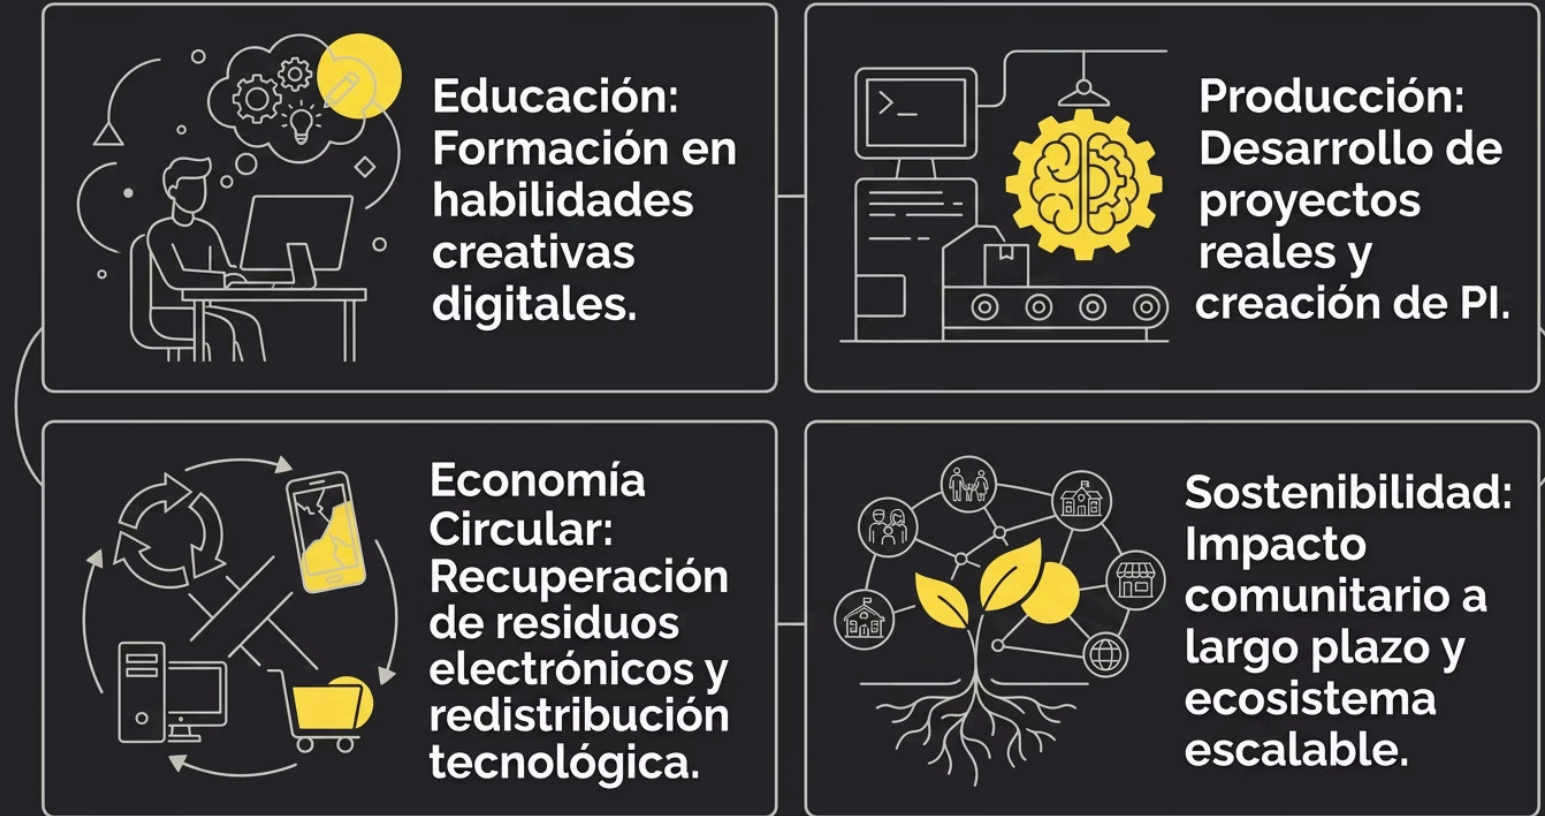 Educación:
Formación en
habilidades
creativas
digitales.
Producción:
Desarrollo de
proyectos
reales y
creación de PI.
Economía
Circular:
Recuperación
de residuos
electrónicos y
redistribución
tecnológica.
Sostenibilidad:
Impacto
comunitario a
largo plazo y
ecosistema
escalable.